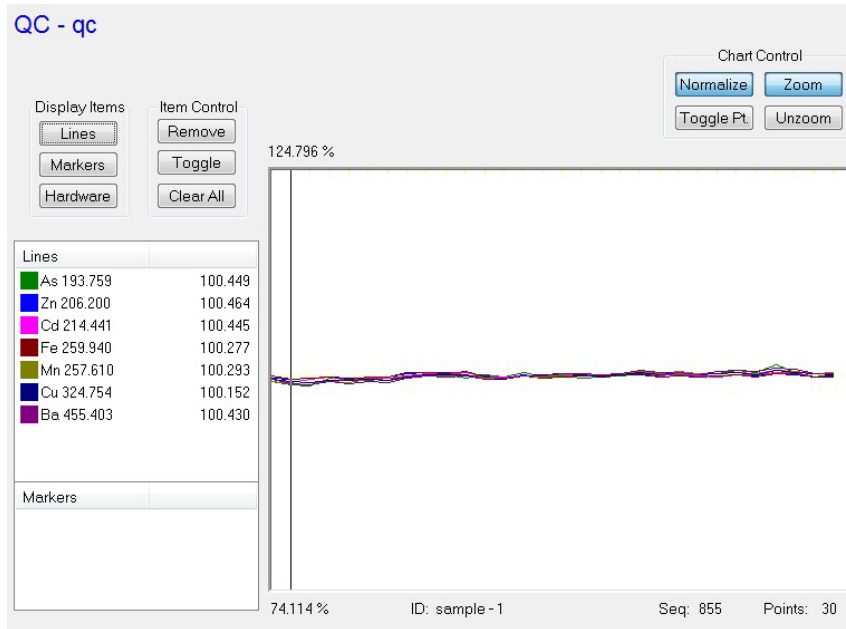 QC - qc
Chart Control
Normalize Zoom
Toggle Pt. Unzoom
Display Items
Lines
Markers
Hardware
Item Control
Remove
Toggle
Clear All
124.796 %
Lines
As 193.759 100.449
Zn 206.200 100.464
Cd 214.441 100.445
Fe 259.940 100.277
Mn 257.610 100.293
Cu 324.754 100.152
Ba 455.403 100.430
Markers
74.114 % ID: sample - 1 Seq: 855 Points: 30